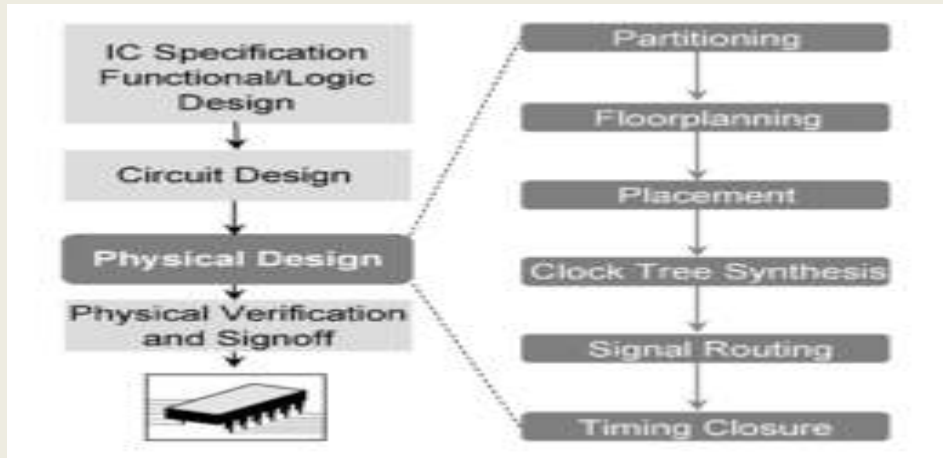 IC Specification
Functional/Logic
Design
Circuit Design
Physical Design
Physical Verification
and Signoff
Partitioning
Floorplanning
Placement
Clock Tree Synthesis
Signal Routing
Timing Closure